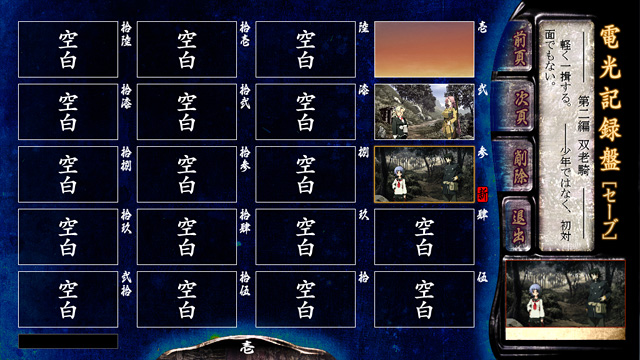 電光記録盤［セーブ］
――― 第二編 双老騎 ―――
軽く一揖する。 ――少年ではなく、初対
面でもない。
前頁
次頁
削除
退出
壱
弐
参
新
肆
空白
伍
空白
陸
空白
漆
空白
捌
空白
玖
空白
拾
空白
拾壱
空白
拾弐
空白
拾参
空白
拾肆
空白
拾伍
空白
拾陸
空白
拾漆
空白
拾捌
空白
拾玖
空白
弐拾
空白
壱